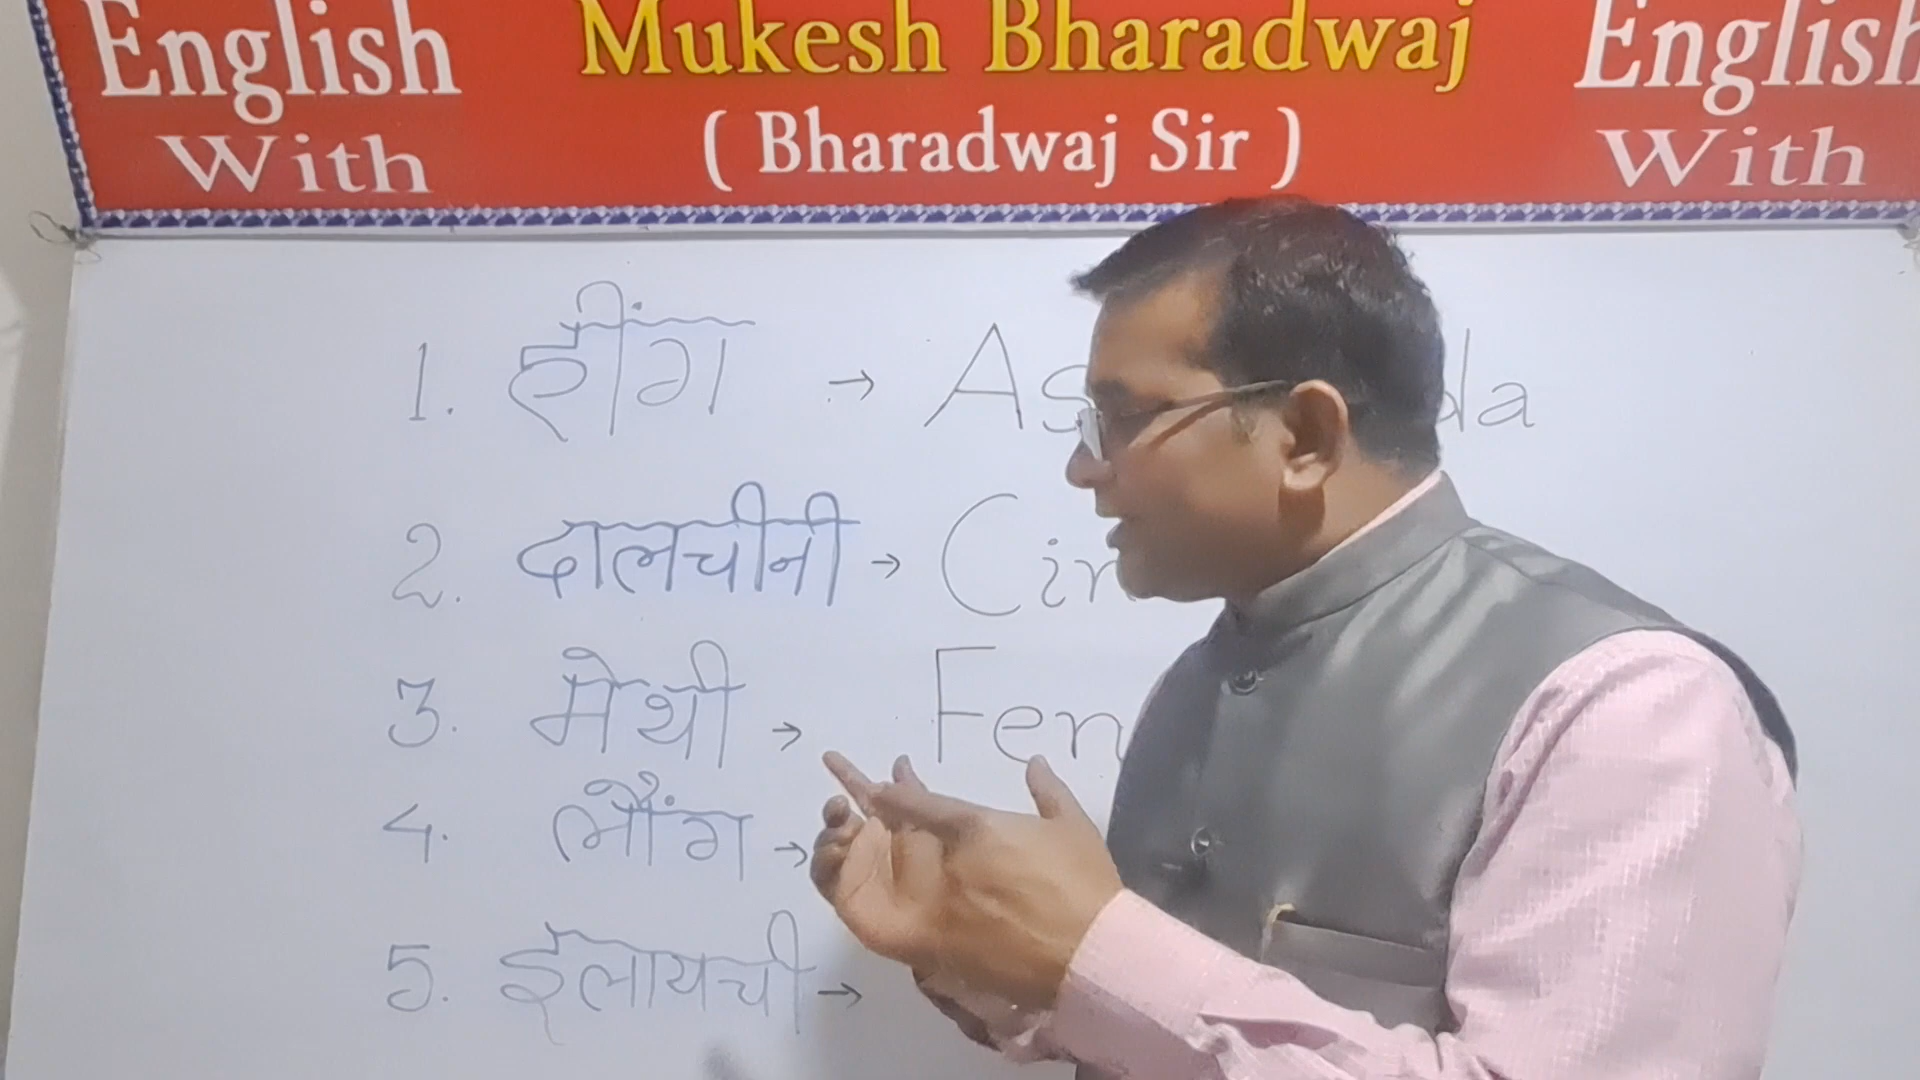 English Mukesh Bharadwaj English
With ( Bharadwaj Sir ) With
1. हींग → As da
2. दालचीनी → Cin
3. मेथी → Fen
4. लौंग →
5. इलायची →